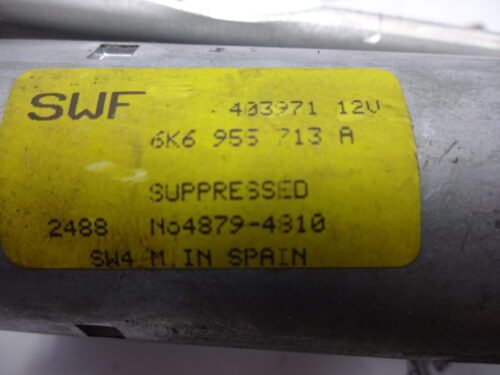 SWF 403971 12V
6K6 955 713 A
SUPPRESSED
2488 No4879-4810
SW4 M.IN SPAIN